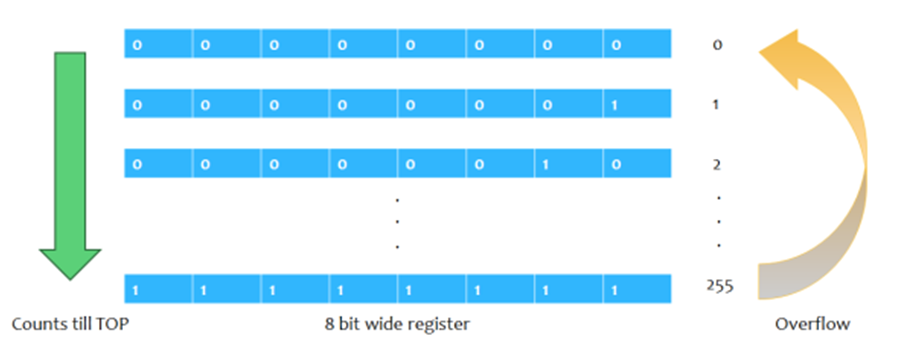 0 0 0 0 0 0 0 0 0
0 0 0 0 0 0 0 1 1
0 0 0 0 0 0 1 0 2
. .
. .
. .
1 1 1 1 1 1 1 1 255
Counts till TOP 8 bit wide register Overflow